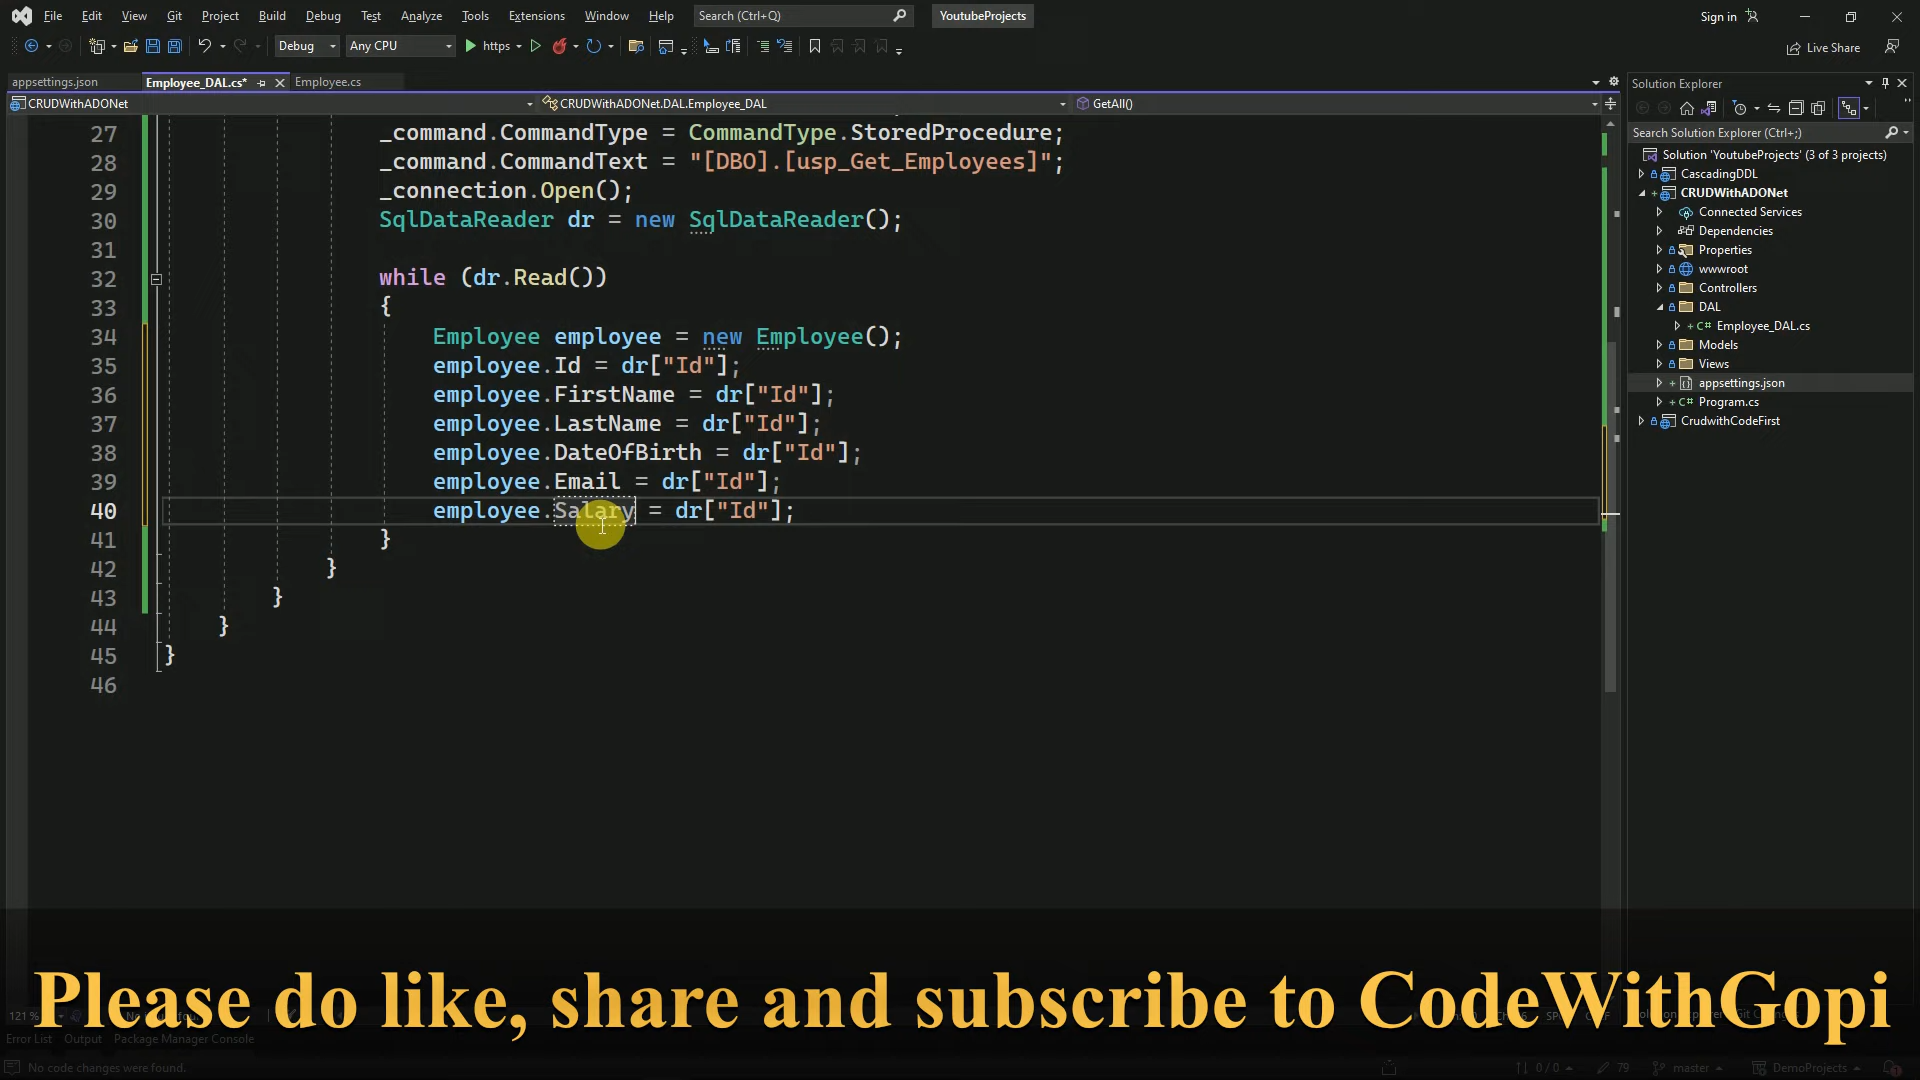 File Edit View Git Project Build Debug Test Analyze Tools Extensions Window Help Search (Ctrl+Q) YoutubeProjects Sign in
Debug Any CPU https Live Share
appsettings.json Employee_DAL.cs* Employee.cs
CRUDWithADONet CRUDWithADONet.DAL.Employee_DAL GetAll()
27 _command.CommandType = CommandType.StoredProcedure;
28 _command.CommandText = "[DBO].[usp_Get_Employees]";
29 _connection.Open();
30 SqlDataReader dr = new SqlDataReader();
31
32 while (dr.Read())
33 {
34 Employee employee = new Employee();
35 employee.Id = dr["Id"];
36 employee.FirstName = dr["Id"];
37 employee.LastName = dr["Id"];
38 employee.DateOfBirth = dr["Id"];
39 employee.Email = dr["Id"];
40 employee.Salary = dr["Id"];
41 }
42 }
43 }
44 }
45 }
46
Solution Explorer
Search Solution Explorer (Ctrl+;)
Solution 'YoutubeProjects' (3 of 3 projects)
CascadingDDL
CRUDWithADONet
Connected Services
Dependencies
Properties
wwwroot
Controllers
DAL
C# Employee_DAL.cs
Models
Views
appsettings.json
C# Program.cs
CrudwithCodeFirst
Please do like, share and subscribe to CodeWithGopi
121 %
Error List Output Package Manager Console
No code changes were found. 0 / 0 79 master DemoProjects